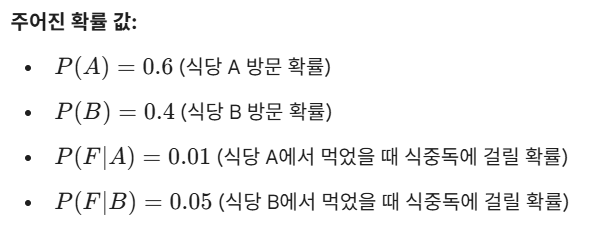 주어진 확률 값:
• P(A) = 0.6 (식당 A 방문 확률)
• P(B) = 0.4 (식당 B 방문 확률)
• P(F|A) = 0.01 (식당 A에서 먹었을 때 식중독에 걸릴 확률)
• P(F|B) = 0.05 (식당 B에서 먹었을 때 식중독에 걸릴 확률)